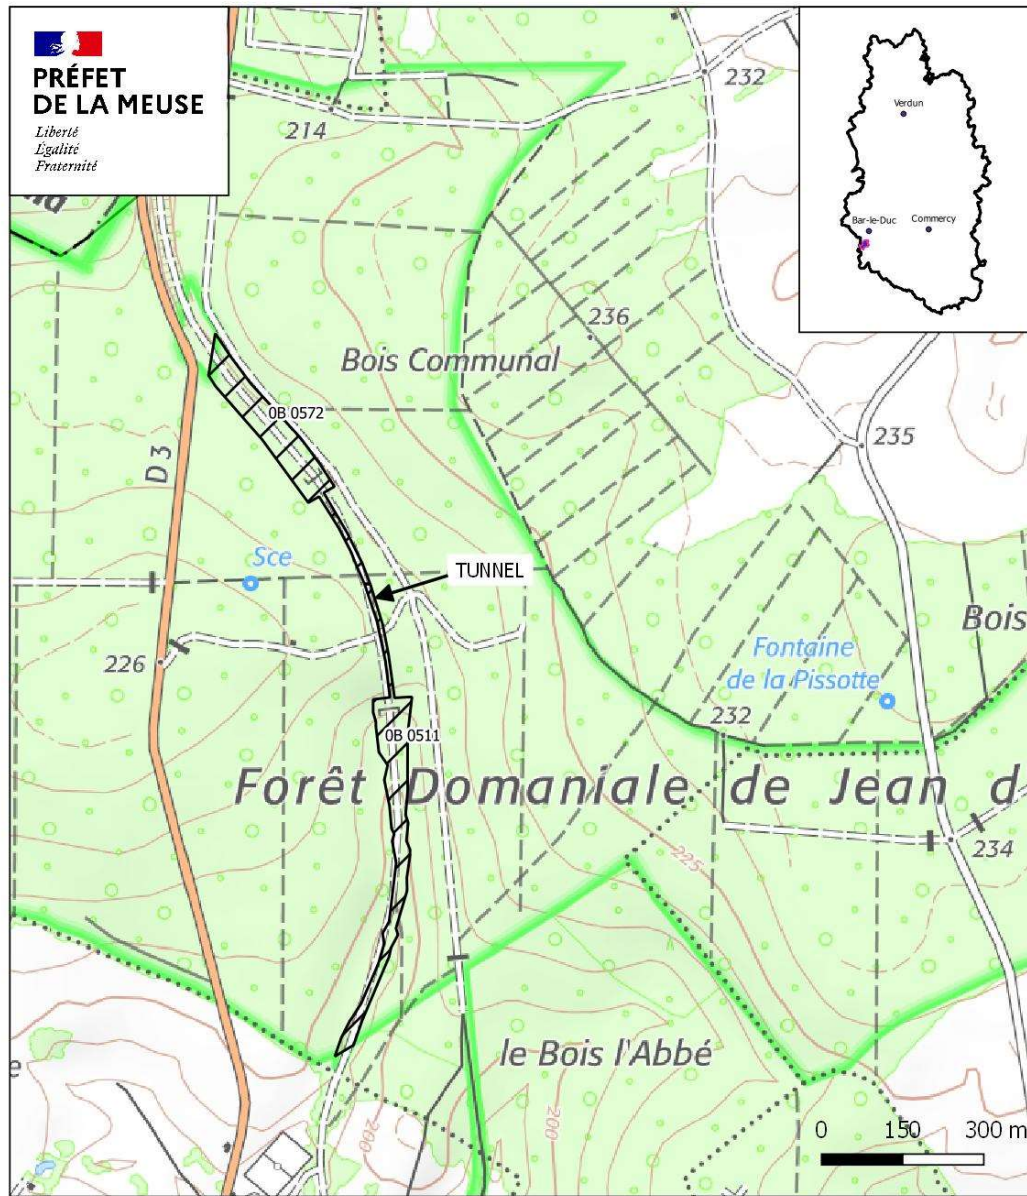 PRÉFET
DE LA MEUSE
Liberté
Égalité
Fraternité
Verdun
Bar-le-Duc
Commercy
232
214
236
Bois Communal
0B 0572
235
D 3
Sce
TUNNEL
226
Bois
Fontaine
de la Pissotte
232
0B 0511
Forêt Domaniale de Jean d
234
225
le Bois l'Abbé
200
200
0 150 300 m